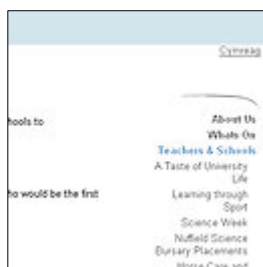 Cymraeg
hools to
About Us
Whats On
Teachers & Schools
A Taste of University
Life
ho would be the first
Learning through
Sport
Science Week
Nuffield Science
Bursary Placements